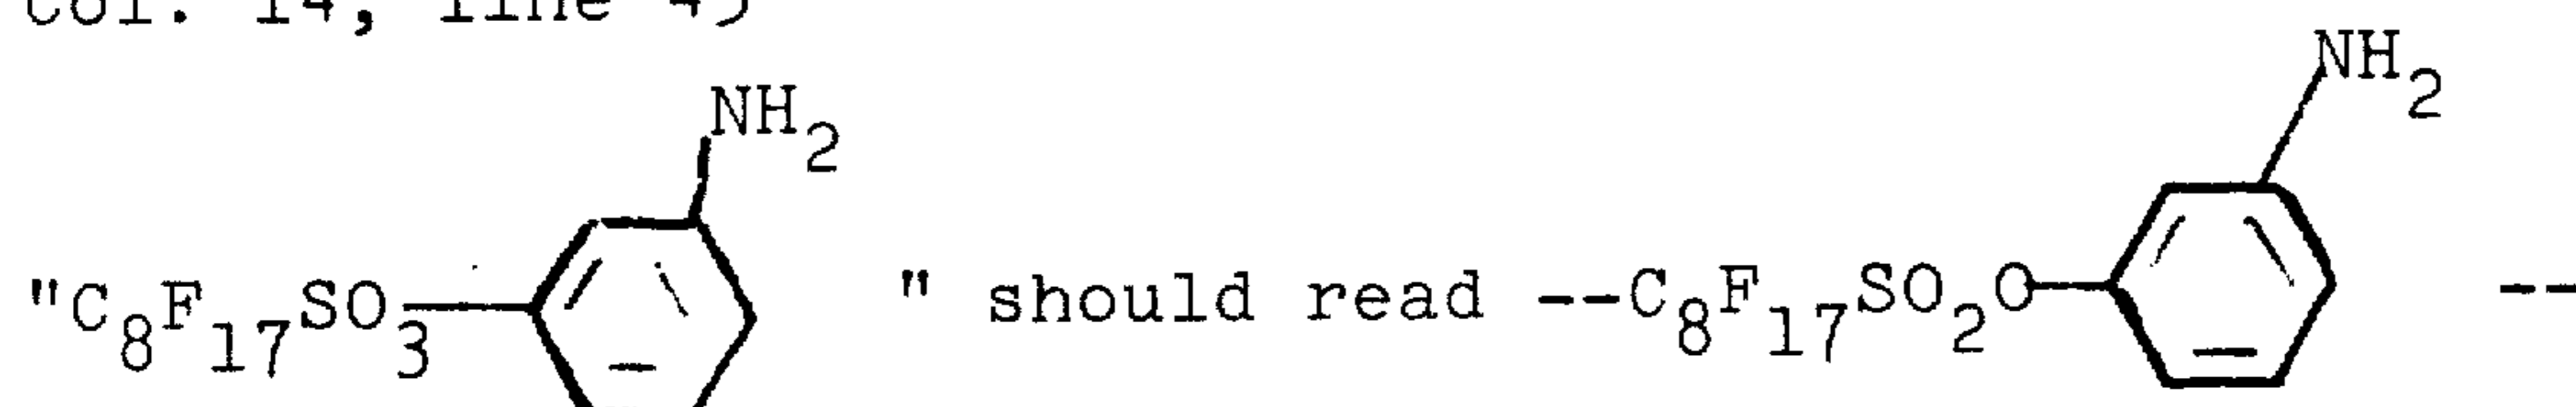 Col. 14, line 45
NH2 NH2
"C8F17SO3 " should read --C8F17SO2O --